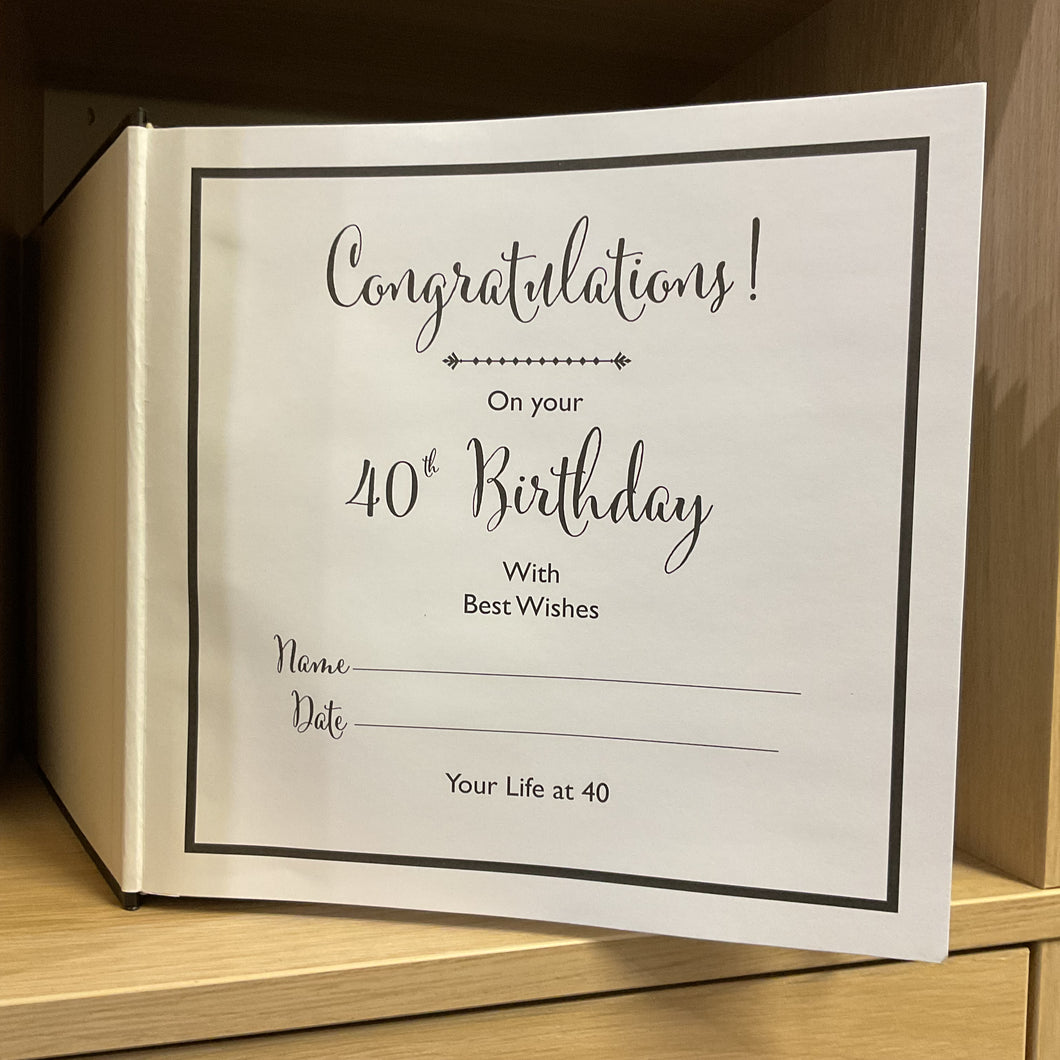 Congratulations!
On your
40th Birthday
With
Best Wishes
Name
Date
Your Life at 40